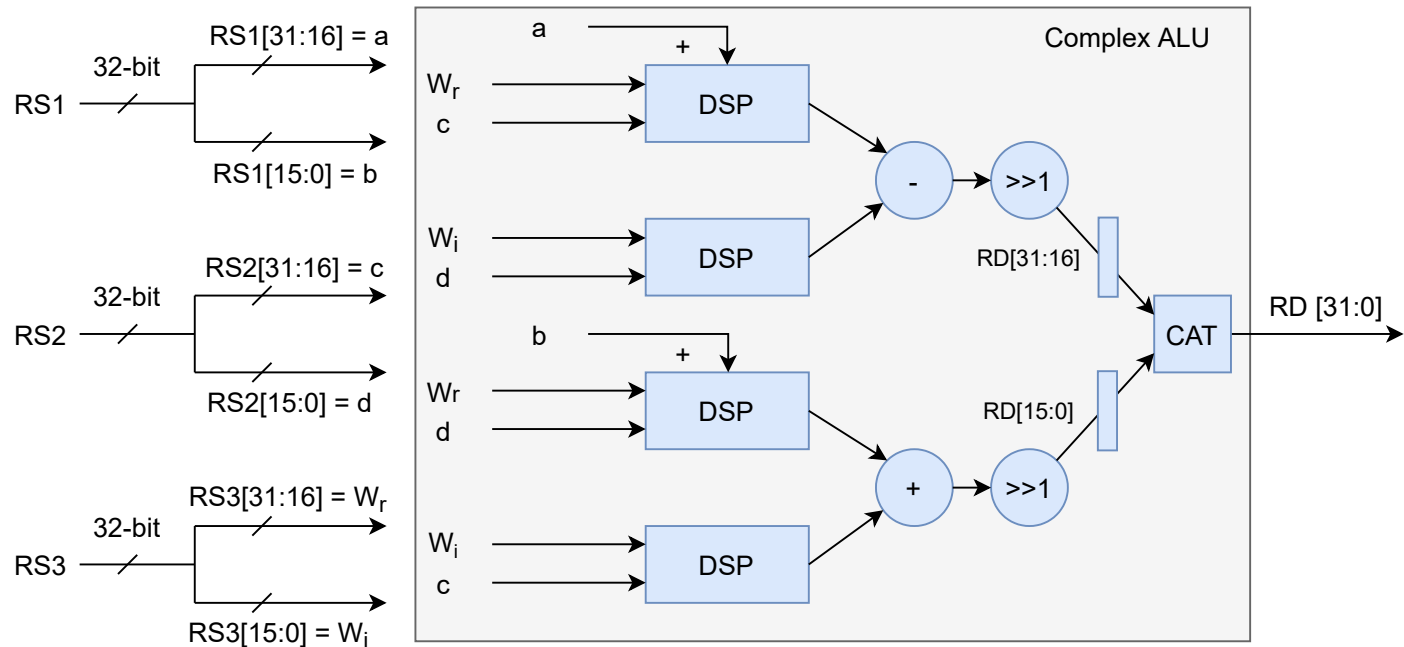 RS1[31:16] = a
32-bit
RS1
RS1[15:0] = b
RS2[31:16] = c
32-bit
RS2
RS2[15:0] = d
RS3[31:16] = Wr
32-bit
RS3
RS3[15:0] = Wi
Complex ALU
a
+
Wr
c
DSP
Wi
d
DSP
-
>>1
RD[31:16]
b
+
Wr
d
DSP
Wi
c
DSP
+
>>1
RD[15:0]
CAT
RD [31:0]